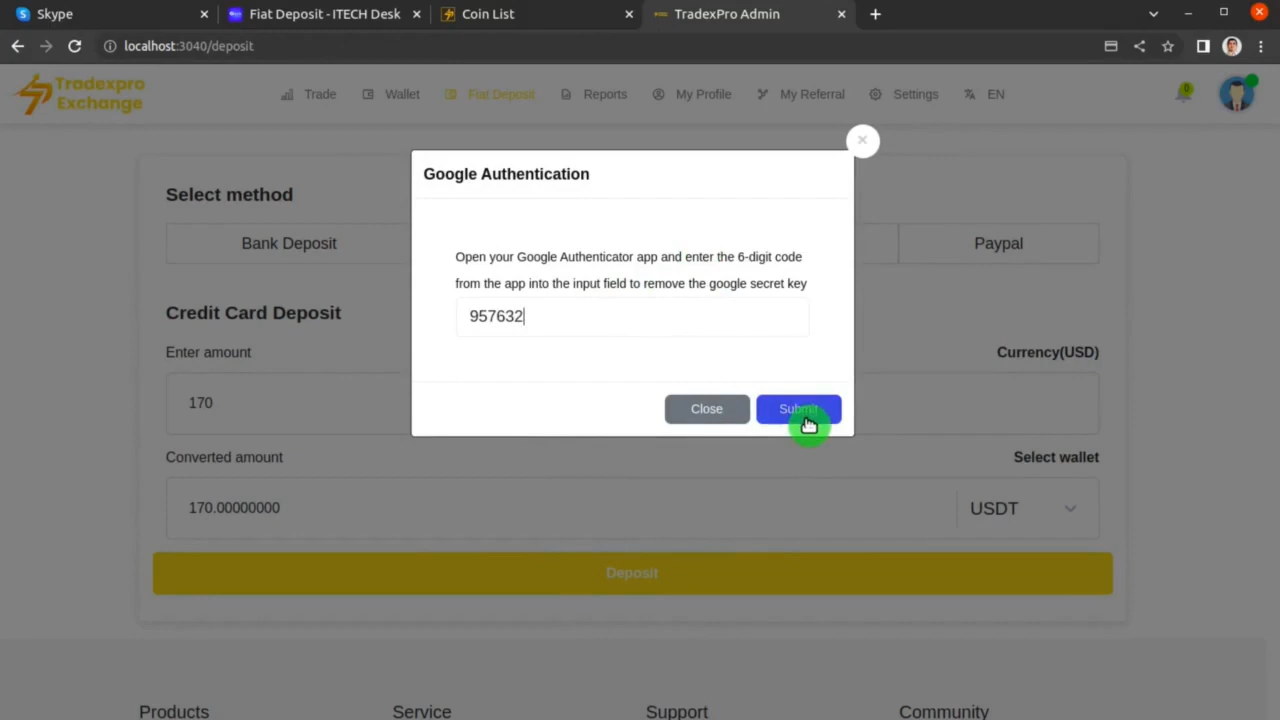 Skype
Fiat Deposit - ITECH Desk
Coin List
TradexPro Admin
localhost:3040/deposit
Tradexpro
Exchange
Trade
Wallet
Fiat Deposit
Reports
My Profile
My Referral
Settings
EN
0
Google Authentication
Select method
Bank Deposit
Paypal
Open your Google Authenticator app and enter the 6-digit code
from the app into the input field to remove the google secret key
957632
Credit Card Deposit
Enter amount
Currency(USD)
170
Close
Submit
Converted amount
Select wallet
170.00000000
USDT
Deposit
Products
Service
Support
Community